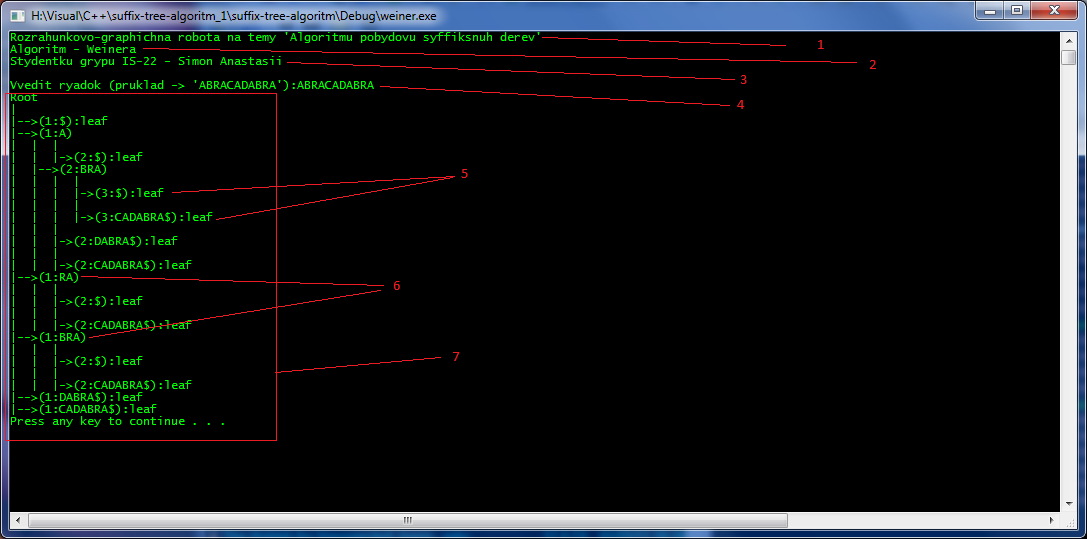 H:\Visual\C++\suffix-tree-algoritm_1\suffix-tree-algoritm\Debug\weiner.exe
Rozrahunkovo-graphichna robota na temy 'Algoritmu pobydovu syffiksnuh derev' 1
Algoritm - Weinera 2
Stydentku grypu IS-22 - Simon Anastasii 3
Vvedit ryadok (pruklad -> 'ABRACADABRA'):ABRACADABRA 4
Root
|-->(1:$):leaf
|-->(1:A)
|->(2:$):leaf
|-->(2:BRA)
|->(3:$):leaf 5
|->(3:CADABRA$):leaf
|->(2:DABRA$):leaf
|->(2:CADABRA$):leaf
|-->(1:RA) 6
|->(2:$):leaf
|->(2:CADABRA$):leaf
|-->(1:BRA)
|->(2:$):leaf 7
|->(2:CADABRA$):leaf
|-->(1:DABRA$):leaf
|-->(1:CADABRA$):leaf
Press any key to continue . . .